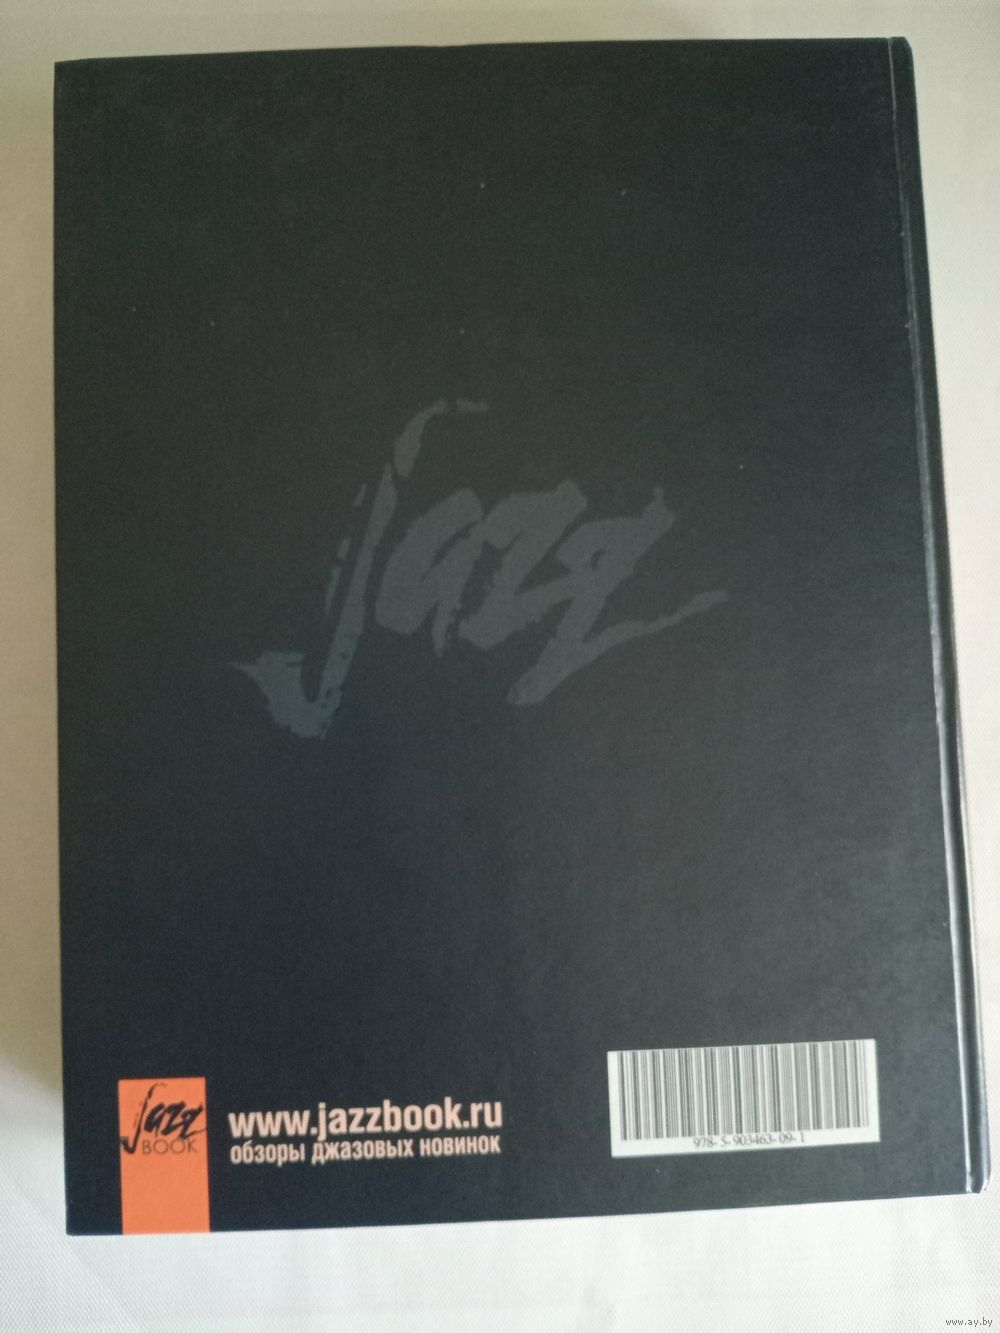 Jazz
Jazz
BOOK
www.jazzbook.ru
обзоры джазовых новинок
978-5-903463-09-1
www.ay.by